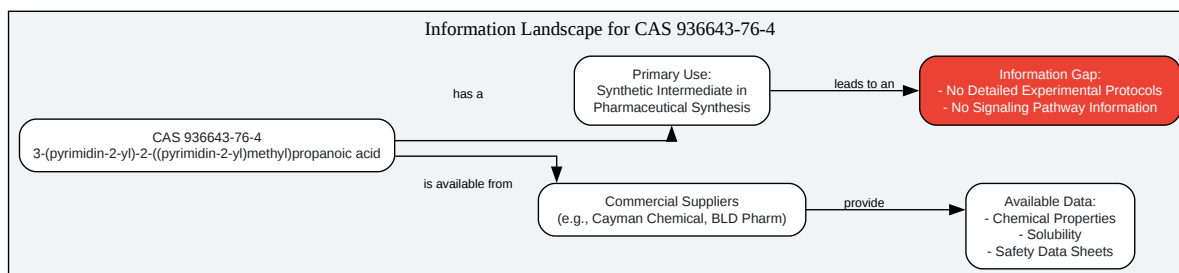 Information Landscape for CAS 936643-76-4
Primary Use:
Synthetic Intermediate in
Pharmaceutical Synthesis
leads to an
Information Gap:
- No Detailed Experimental Protocols
- No Signaling Pathway Information
has a
CAS 936643-76-4
3-(pyrimidin-2-yl)-2-((pyrimidin-2-yl)methyl)propanoic acid
is available from
Commercial Suppliers
(e.g., Cayman Chemical, BLD Pharm)
provide
Available Data:
- Chemical Properties
- Solubility
- Safety Data Sheets